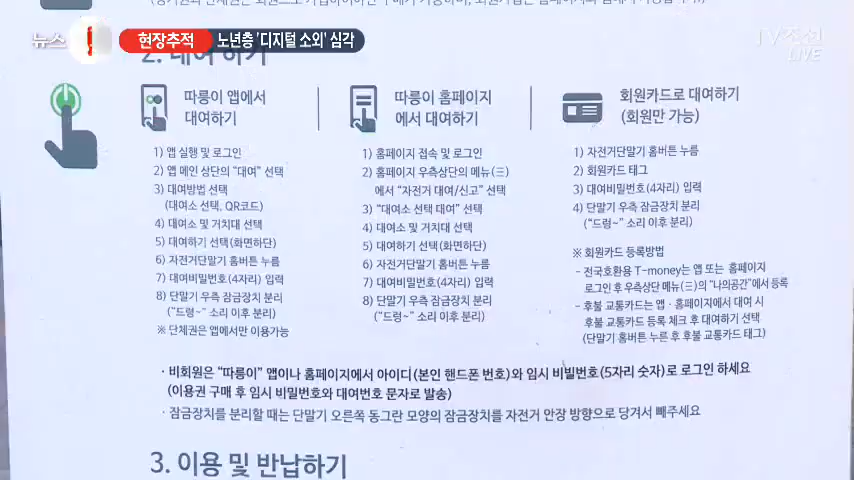 뉴스
현장추적
노년층 '디지털 소외' 심각
TV조선
LIVE
2. 대여 하기
따릉이 앱에서
대여하기
1) 앱 실행 및 로그인
2) 앱 메인 상단의 "대여" 선택
3) 대여방법 선택
(대여소 선택, QR코드)
4) 대여소 및 거치대 선택
5) 대여하기 선택(화면하단)
6) 자전거단말기 홈버튼 누름
7) 대여비밀번호(4자리) 입력
8) 단말기 우측 잠금장치 분리
("드렁~" 소리 이후 분리)
※ 단체권은 앱에서만 이용가능
따릉이 홈페이지
에서 대여하기
1) 홈페이지 접속 및 로그인
2) 홈페이지 우측상단의 메뉴(三)
에서 "자전거 대여/신고" 선택
3) "대여소 선택 대여" 선택
4) 대여소 및 거치대 선택
5) 대여하기 선택(화면하단)
6) 자전거단말기 홈버튼 누름
7) 대여비밀번호(4자리) 입력
8) 단말기 우측 잠금장치 분리
("드렁~" 소리 이후 분리)
회원카드로 대여하기
(회원만 가능)
1) 자전거단말기 홈버튼 누름
2) 회원카드 태그
3) 대여비밀번호(4자리) 입력
4) 단말기 우측 잠금장치 분리
("드렁~" 소리 이후 분리)
※ 회원카드 등록방법
- 전국호환용 T-money는 앱 또는 홈페이지
로그인 후 우측상단 메뉴(三)의 "나의공간"에서 등록
- 후불 교통카드는 앱 · 홈페이지에서 대여 시
후불 교통카드 등록 체크 후 대여하기 선택
(단말기 홈버튼 누른 후 후불 교통카드 태그)
· 비회원은 "따릉이" 앱이나 홈페이지에서 아이디(본인 핸드폰 번호)와 임시 비빌번호(5자리 숫자)로 로그인 하세요
(이용권 구매 후 임시 비밀번호와 대여번호 문자로 발송)
· 잠금장치를 분리할 때는 단말기 오른쪽 동그란 모양의 잠금장치를 자전거 안장 방향으로 당겨서 빼주세요
3. 이용 및 반납하기